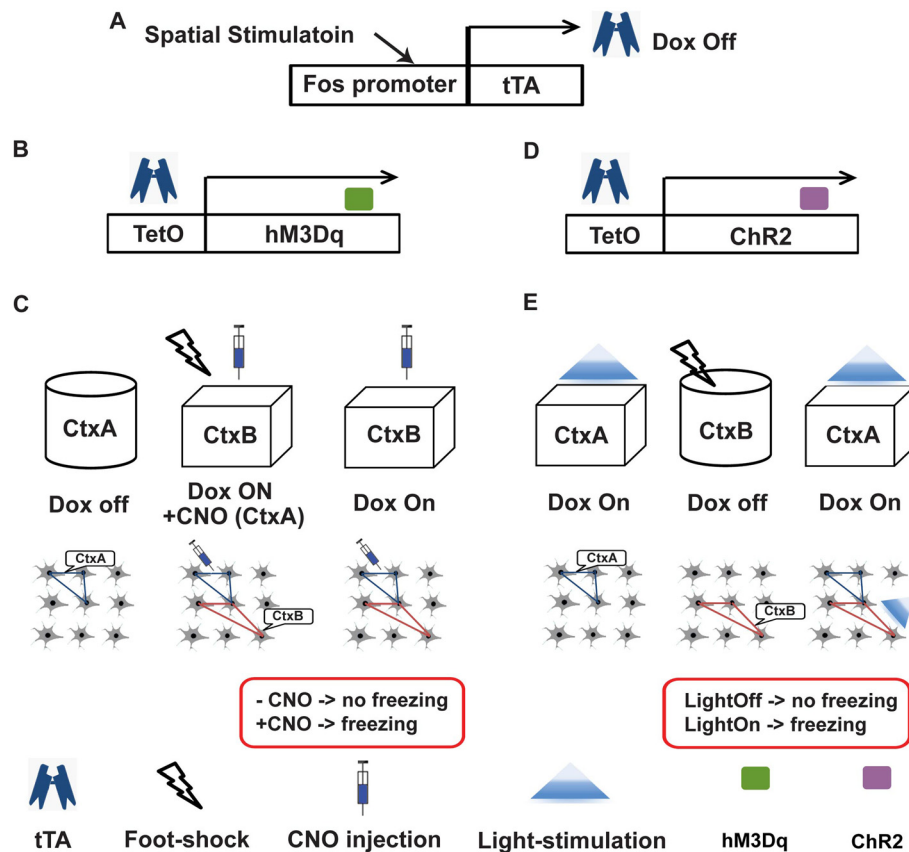 A
Spatial Stimulatoin
Dox Off
Fos promoter
tTA
B
TetO
hM3Dq
D
TetO
ChR2
C
CtxA
CtxB
CtxB
Dox off
Dox ON
+CNO (CtxA)
Dox On
CtxA
CtxB
- CNO -> no freezing
+CNO -> freezing
E
CtxA
CtxB
CtxA
Dox On
Dox off
Dox On
CtxA
CtxB
LightOff -> no freezing
LightOn -> freezing
tTA
Foot-shock
CNO injection
Light-stimulation
hM3Dq
ChR2